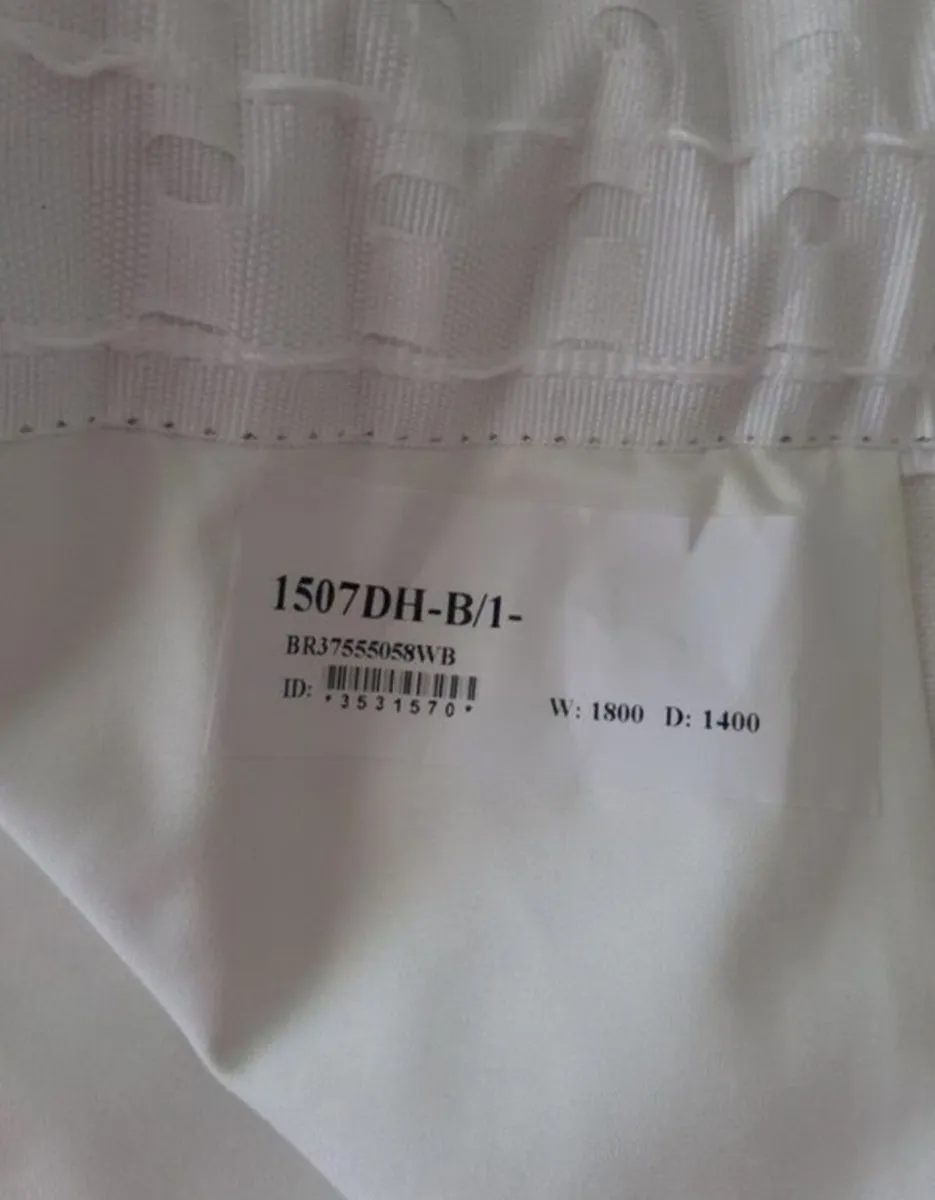 1507DH-B/1-
BR37555058WB
ID: *3531570*
W: 1800 D: 1400